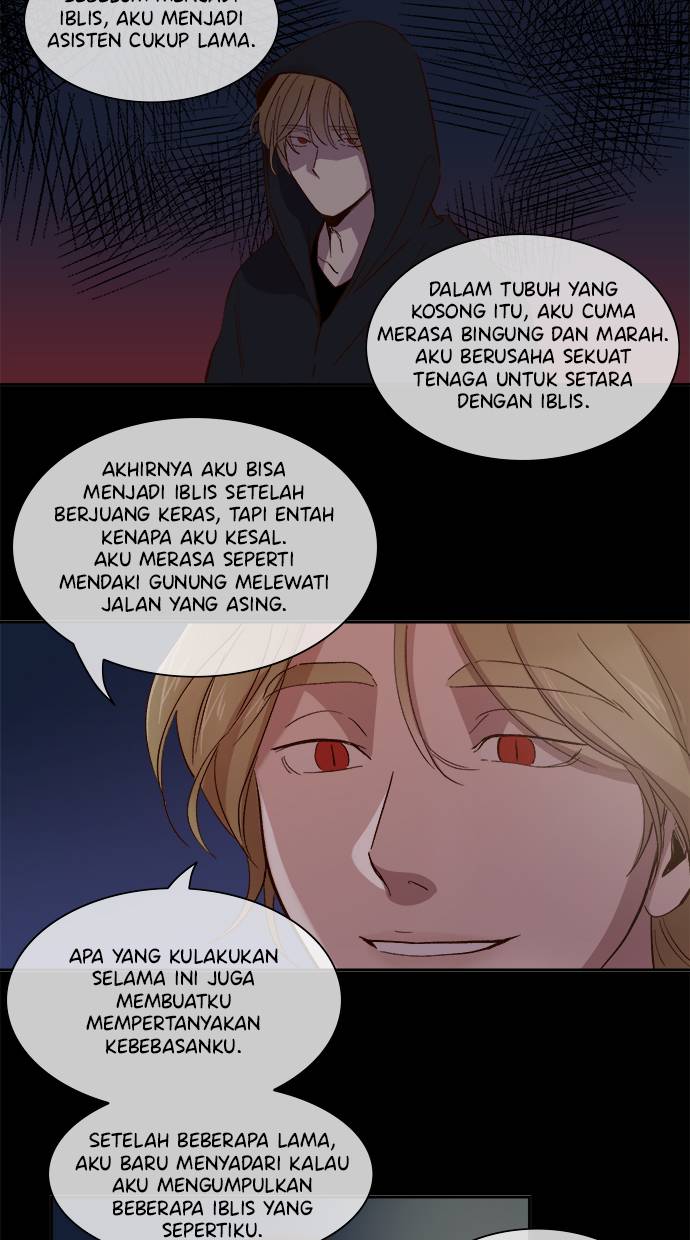 IBLIS, AKU MENJADI
ASISTEN CUKUP LAMA.
DALAM TUBUH YANG
KOSONG ITU, AKU CUMA
MERASA BINGUNG DAN MARAH.
AKU BERUSAHA SEKUAT
TENAGA UNTUK SETARA
DENGAN IBLIS.
AKHIRNYA AKU BISA
MENJADI IBLIS SETELAH
BERJUANG KERAS, TAPI ENTAH
KENAPA AKU KESAL.
AKU MERASA SEPERTI
MENDAKI GUNUNG MELEWATI
JALAN YANG ASING.
APA YANG KULAKUKAN
SELAMA INI JUGA
MEMBUATKU
MEMPERTANYAKAN
KEBEBASANKU.
SETELAH BEBERAPA LAMA,
AKU BARU MENYADARI KALAU
AKU MENGUMPULKAN
BEBERAPA IBLIS YANG
SEPERTIKU.